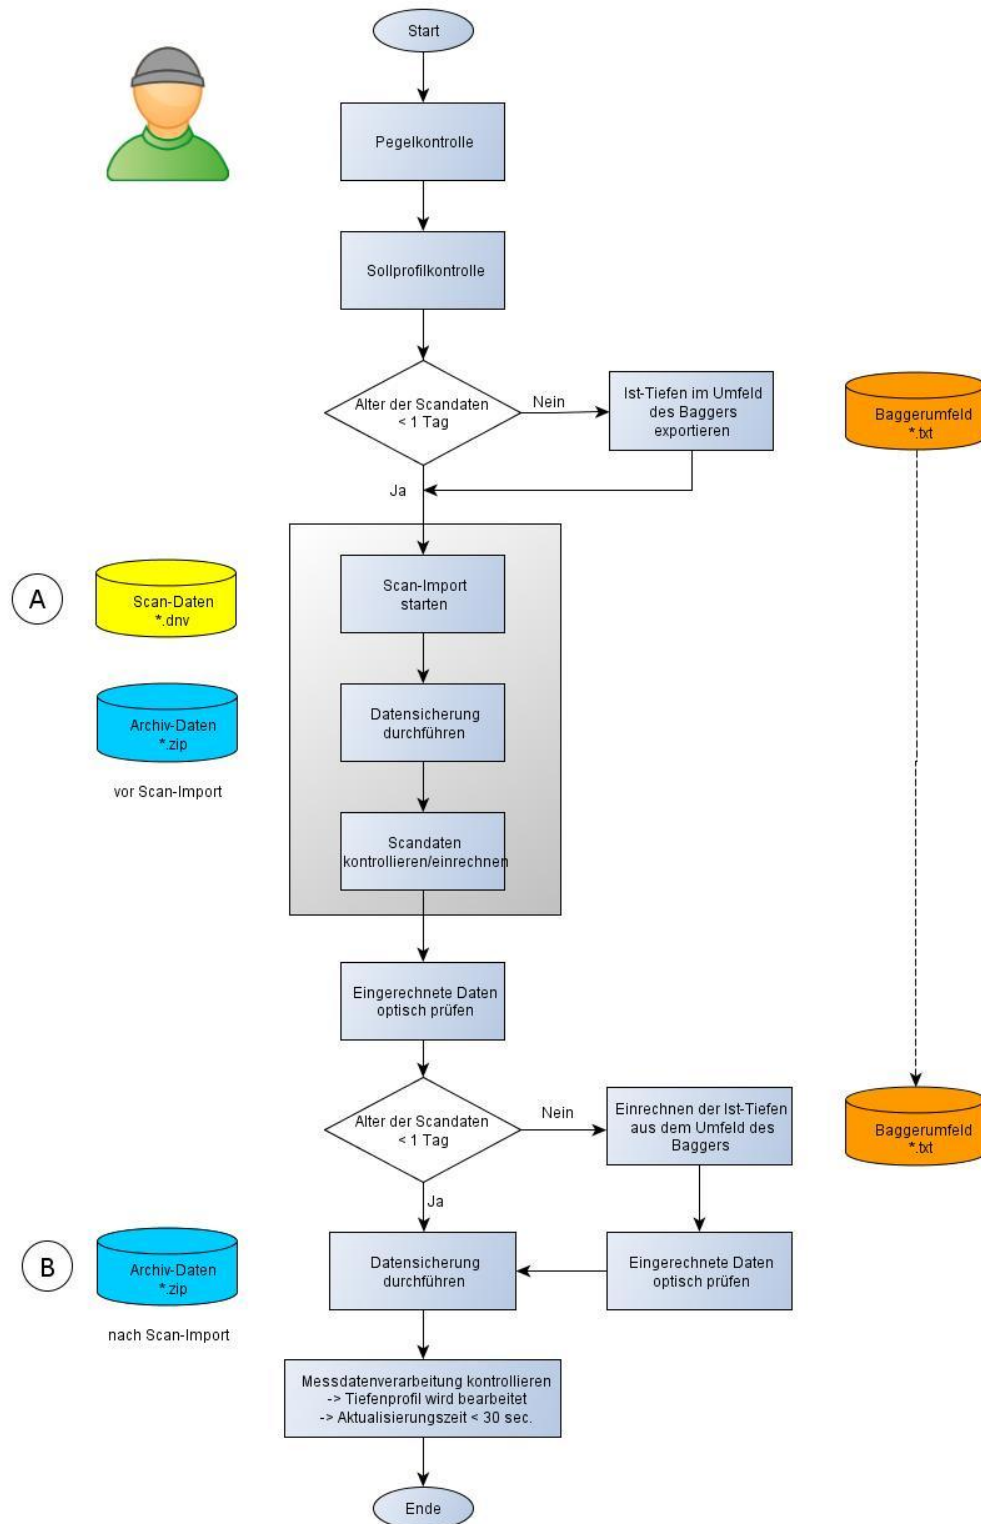 Start
Pegelkontrolle
Sollprofilkontrolle
Alter der Scandaten
< 1 Tag
Nein
Ist-Tiefen im Umfeld
des Baggers
exportieren
Baggerumfeld
*.txt
Ja
A
Scan-Daten
*.dnv
Scan-Import
starten
Archiv-Daten
*.zip
vor Scan-Import
Datensicherung
durchführen
Scandaten
kontrollieren/einrechnen
Eingerechnete Daten
optisch prüfen
Alter der Scandaten
< 1 Tag
Nein
Einrechnen der Ist-Tiefen
aus dem Umfeld des
Baggers
Baggerumfeld
*.txt
Ja
B
Archiv-Daten
*.zip
nach Scan-Import
Datensicherung
durchführen
Eingerechnete Daten
optisch prüfen
Messdatenverarbeitung kontrollieren
-> Tiefenprofil wird bearbeitet
-> Aktualisierungszeit < 30 sec.
Ende